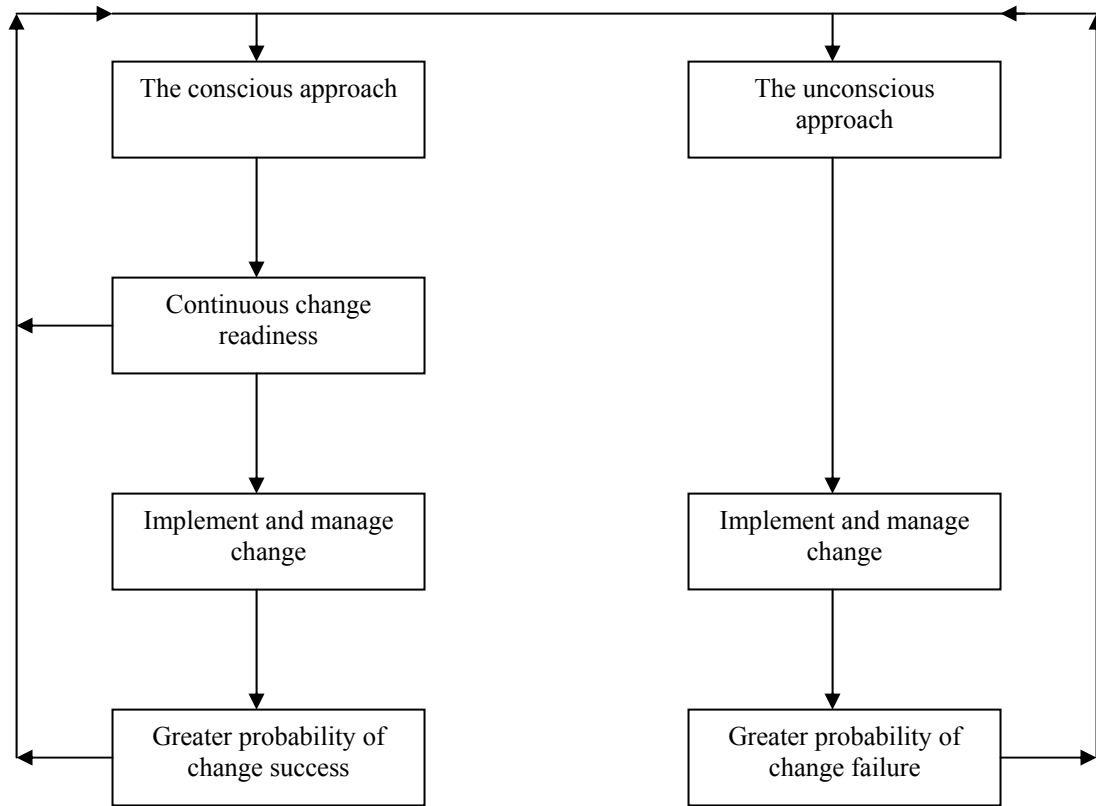 The conscious approach
The unconscious
approach
Continuous change
readiness
Implement and manage
change
Implement and manage
change
Greater probability of
change success
Greater probability of
change failure